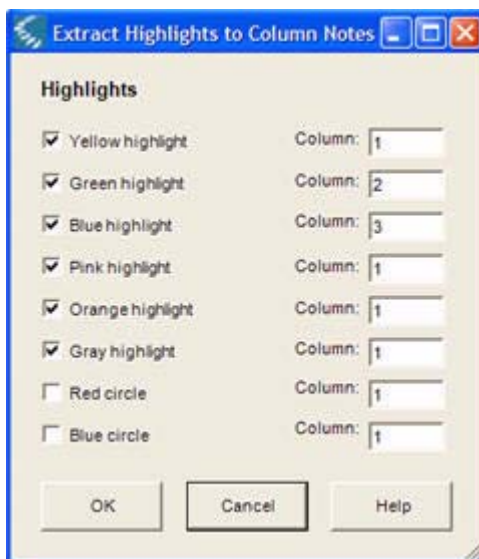 Extract Highlights to Column Notes
Highlights
Yellow highlight Column: 1
Green highlight Column: 2
Blue highlight Column: 3
Pink highlight Column: 1
Orange highlight Column: 1
Gray highlight Column: 1
Red circle Column: 1
Blue circle Column: 1
OK Cancel Help